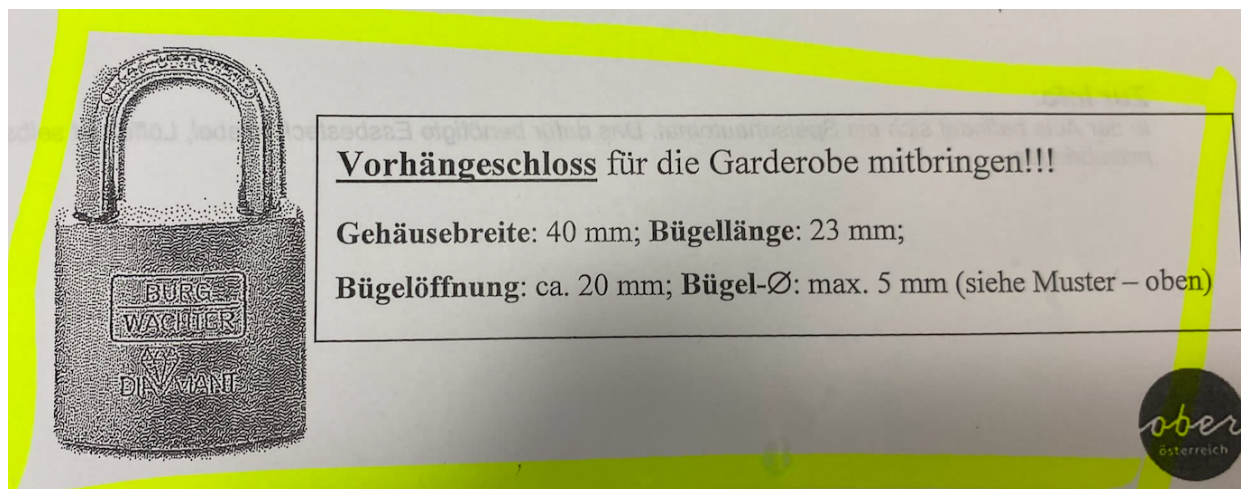 BURG
WÄCHTER
DIAMANT
Vorhängeschloss für die Garderobe mitbringen!!!
Gehäusebreite: 40 mm; Bügellänge: 23 mm;
Bügelöffnung: ca. 20 mm; Bügel-Ø: max. 5 mm (siehe Muster – oben)
ober
österreich